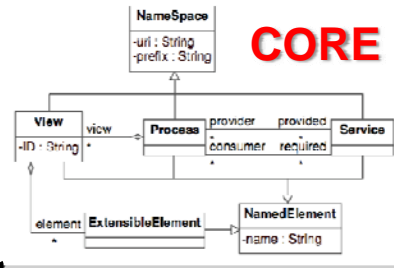 NameSpace
-uri : String
-prefix : String
CORE
View
-ID : String
view
*
Process
provider
provided
*
*
consumer
required
*
*
Service
element
*
ExtensibleElement
NamedElement
-name : String